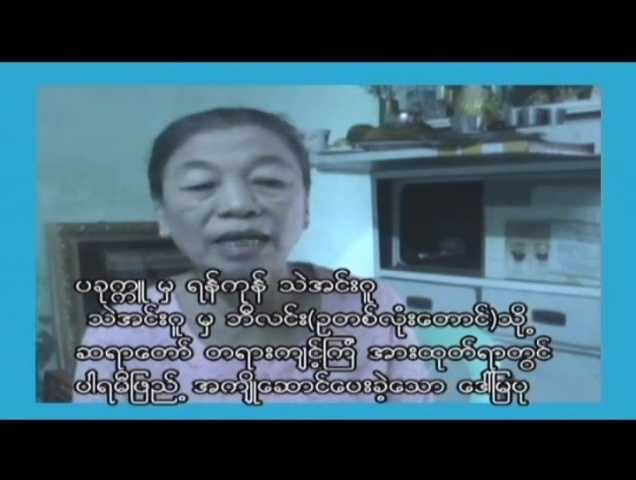 ပခုက္ကူ မှ ရန်ကုန် သဲအင်းဂူ
သဲအင်းဂူ မှ ဘီလင်း(ဥတစ်လုံးတောင်)သို့
ဆရာတော် တရားကျင့်ကြံ အားထုတ်ရာတွင်
ပါရမီဖြည့် အကျိုဆောင်ပေးခဲ့သော ဒေါ်မြပု